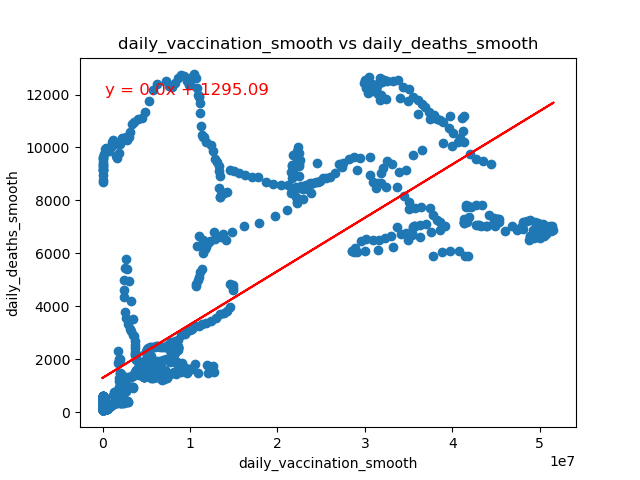 daily_vaccination_smooth vs daily_deaths_smooth
y = 0.0x + 1295.09
12000
10000
8000
6000
4000
2000
0
daily_deaths_smooth
0
1
2
3
4
5
1e7
daily_vaccination_smooth